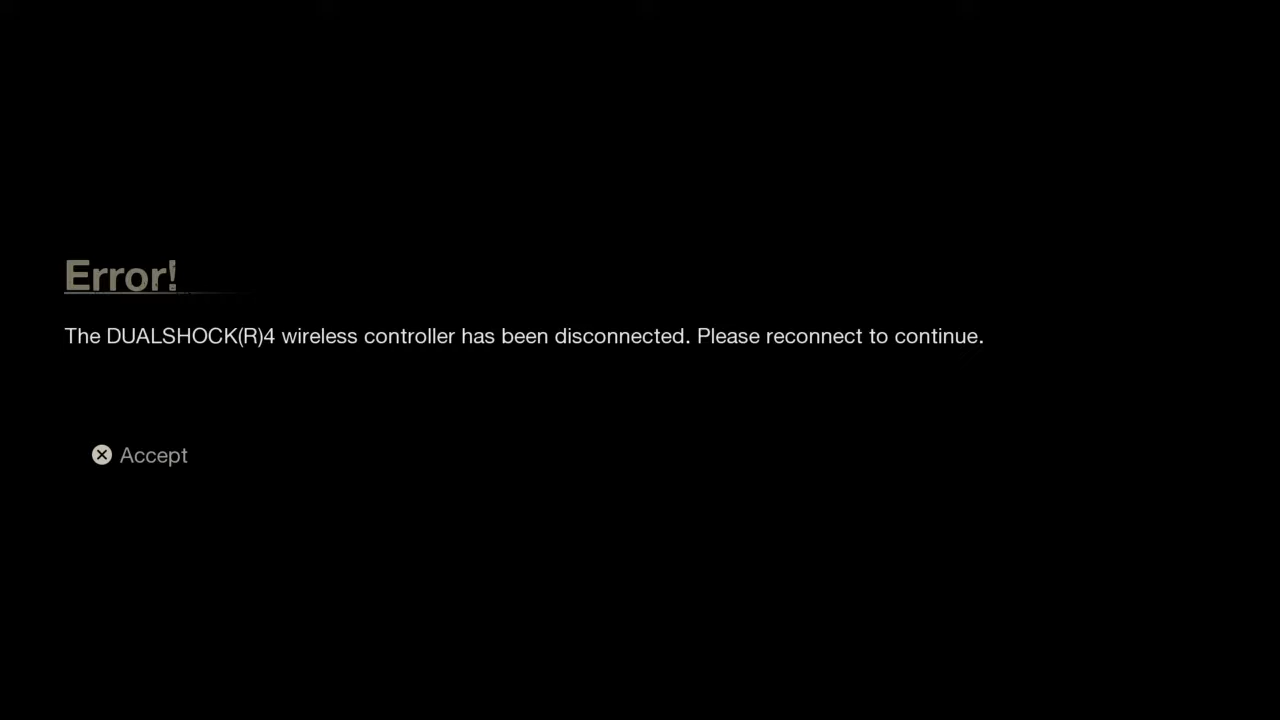 Error!
The DUALSHOCK(R)4 wireless controller has been disconnected. Please reconnect to continue.
Accept